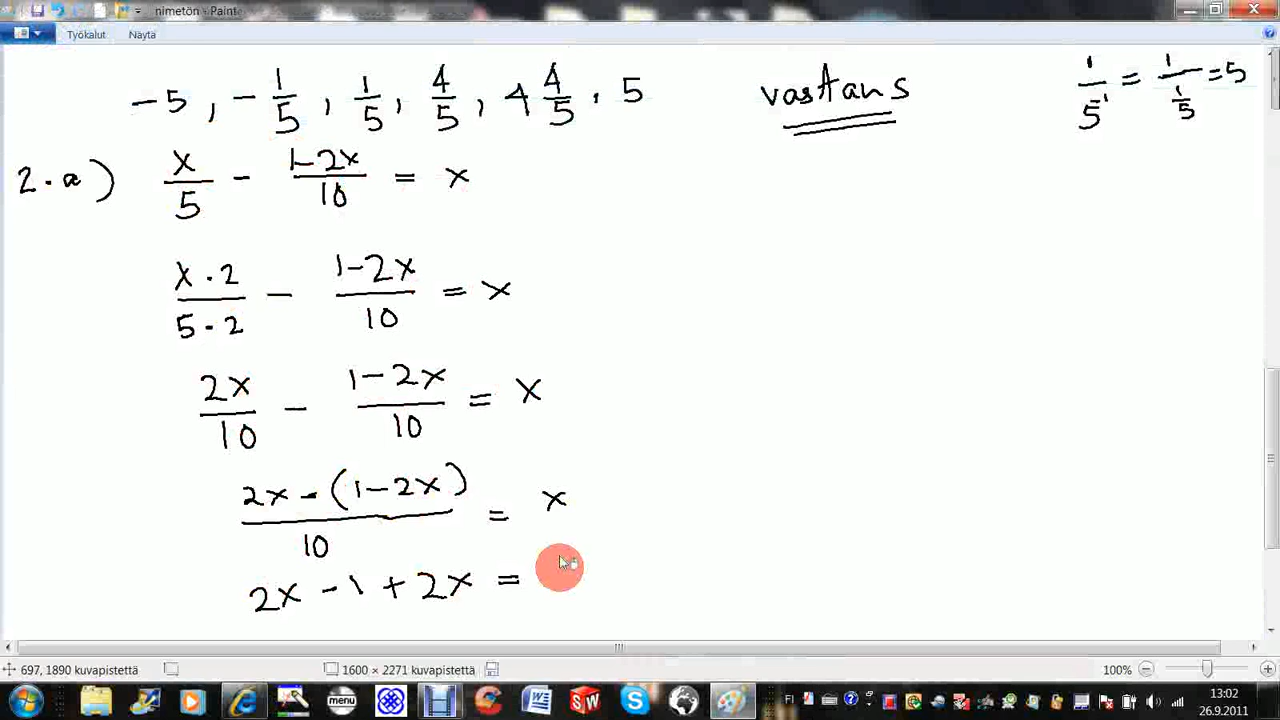 nimetön - Paint
Työkalut Näytä
-5, -1/5, 1/5, 4/5, 4 4/5, 5 vastaus 1/5⁻¹ = 1/(1/5) = 5
2. a) x/5 - (1-2x)/10 = x
(x · 2)/(5 · 2) - (1-2x)/10 = x
2x/10 - (1-2x)/10 = x
(2x - (1-2x))/10 = x
2x - 1 + 2x =
697, 1890 kuvapistettä 1600 × 2271 kuvapistettä 100%
menu FI 13:02
26.9.2011